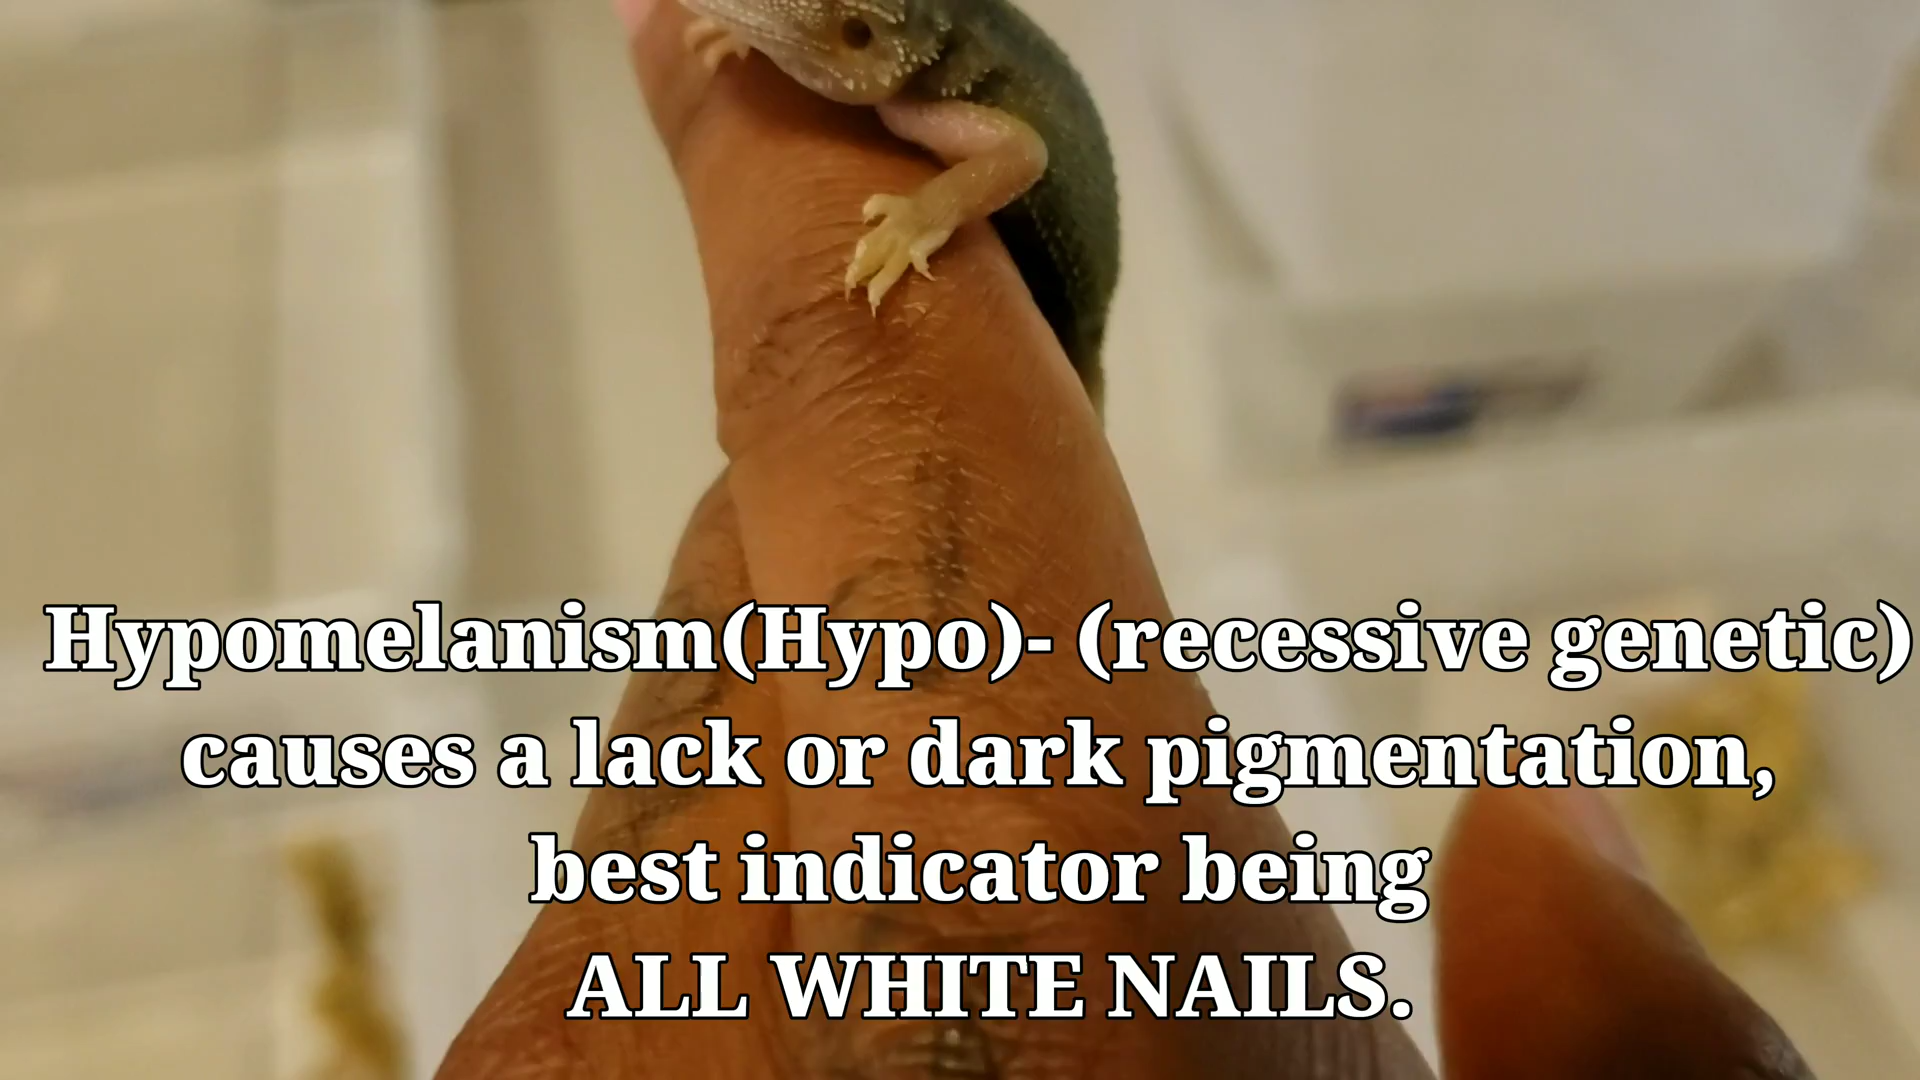 Hypomelanism(Hypo)- (recessive genetic)
causes a lack or dark pigmentation,
best indicator being
ALL WHITE NAILS.